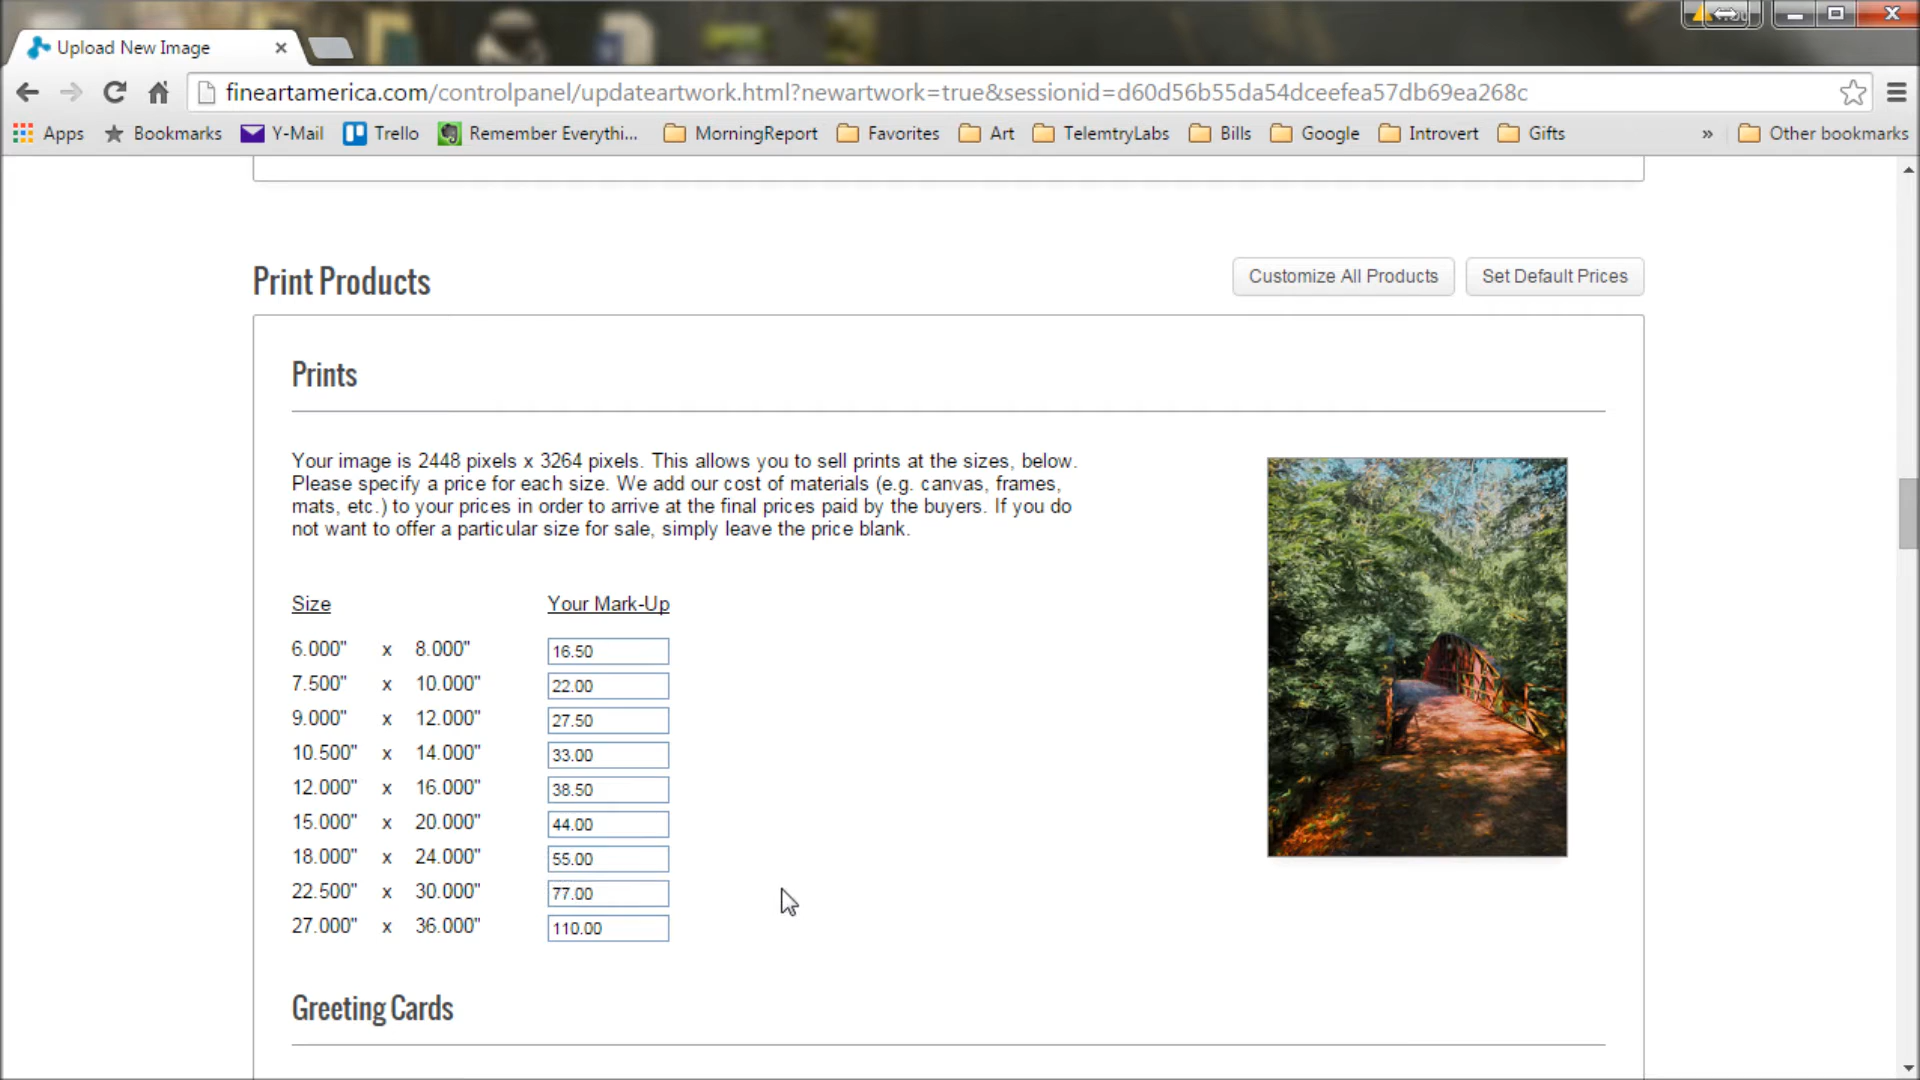 Upload New Image
fineartamerica.com/controlpanel/updateartwork.html?newartwork=true&sessionid=d60d56b55da54dceefea57db69ea268c
Apps Bookmarks Y-Mail Trello Remember Everythi... MorningReport Favorites Art TelemtryLabs Bills Google Introvert Gifts » Other bookmarks
Print Products Customize All Products Set Default Prices
Prints
Your image is 2448 pixels x 3264 pixels. This allows you to sell prints at the sizes, below.
Please specify a price for each size. We add our cost of materials (e.g. canvas, frames,
mats, etc.) to your prices in order to arrive at the final prices paid by the buyers. If you do
not want to offer a particular size for sale, simply leave the price blank.
Size Your Mark-Up
6.000" x 8.000" 16.50
7.500" x 10.000" 22.00
9.000" x 12.000" 27.50
10.500" x 14.000" 33.00
12.000" x 16.000" 38.50
15.000" x 20.000" 44.00
18.000" x 24.000" 55.00
22.500" x 30.000" 77.00
27.000" x 36.000" 110.00
Greeting Cards